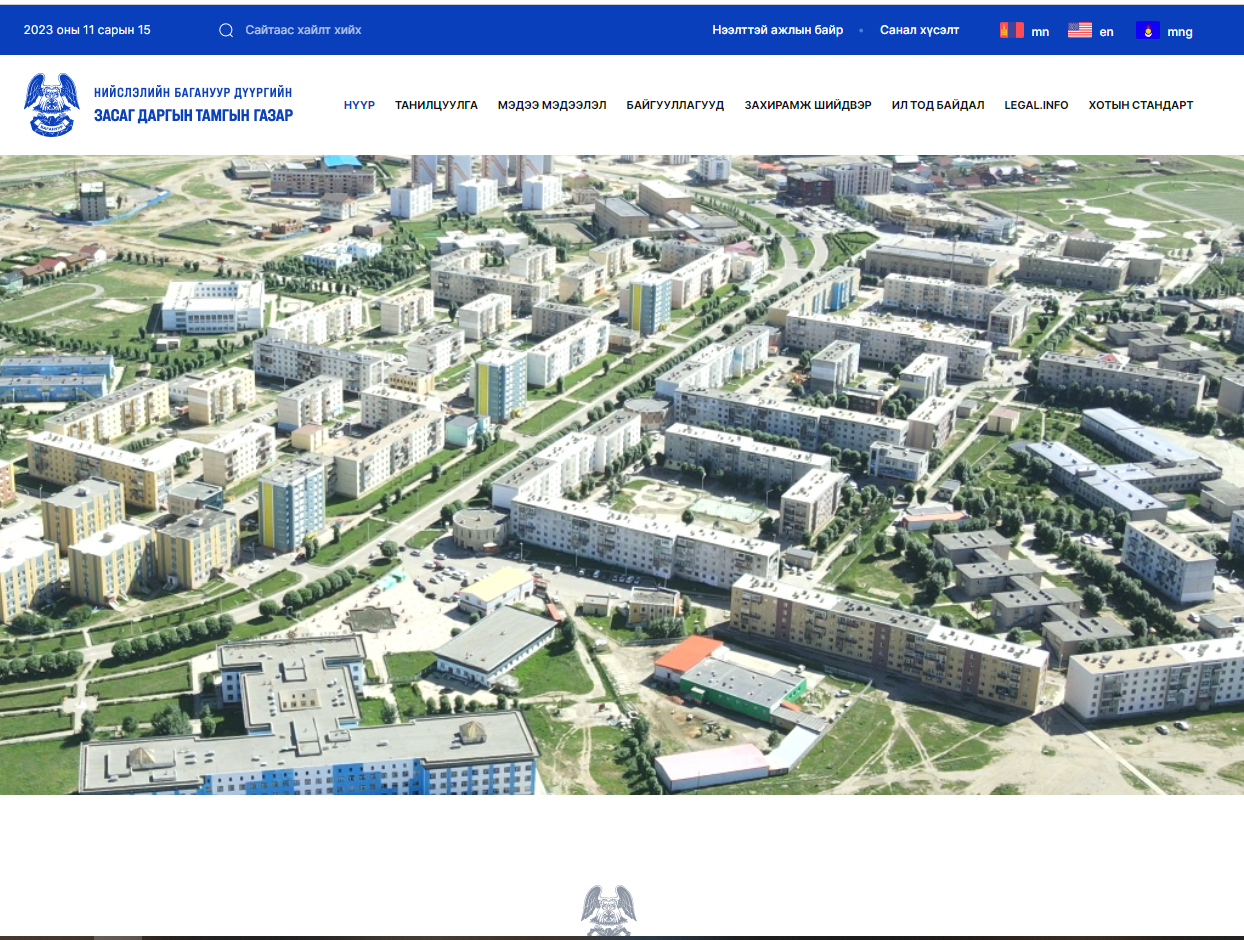 2023 оны 11 сарын 15
Сайтаас хайлт хийх
Нээлттэй ажлын байр
Санал хүсэлт
mn
en
mng
НИЙСЛЭЛИЙН БАГАНУУР ДҮҮРГИЙН
ЗАСАГ ДАРГЫН ТАМГЫН ГАЗАР
БАГАНУУР
НҮҮР
ТАНИЛЦУУЛГА
МЭДЭЭ МЭДЭЭЛЭЛ
БАЙГУУЛЛАГУУД
ЗАХИРАМЖ ШИЙДВЭР
ИЛ ТОД БАЙДАЛ
LEGAL.INFO
ХОТЫН СТАНДАРТ